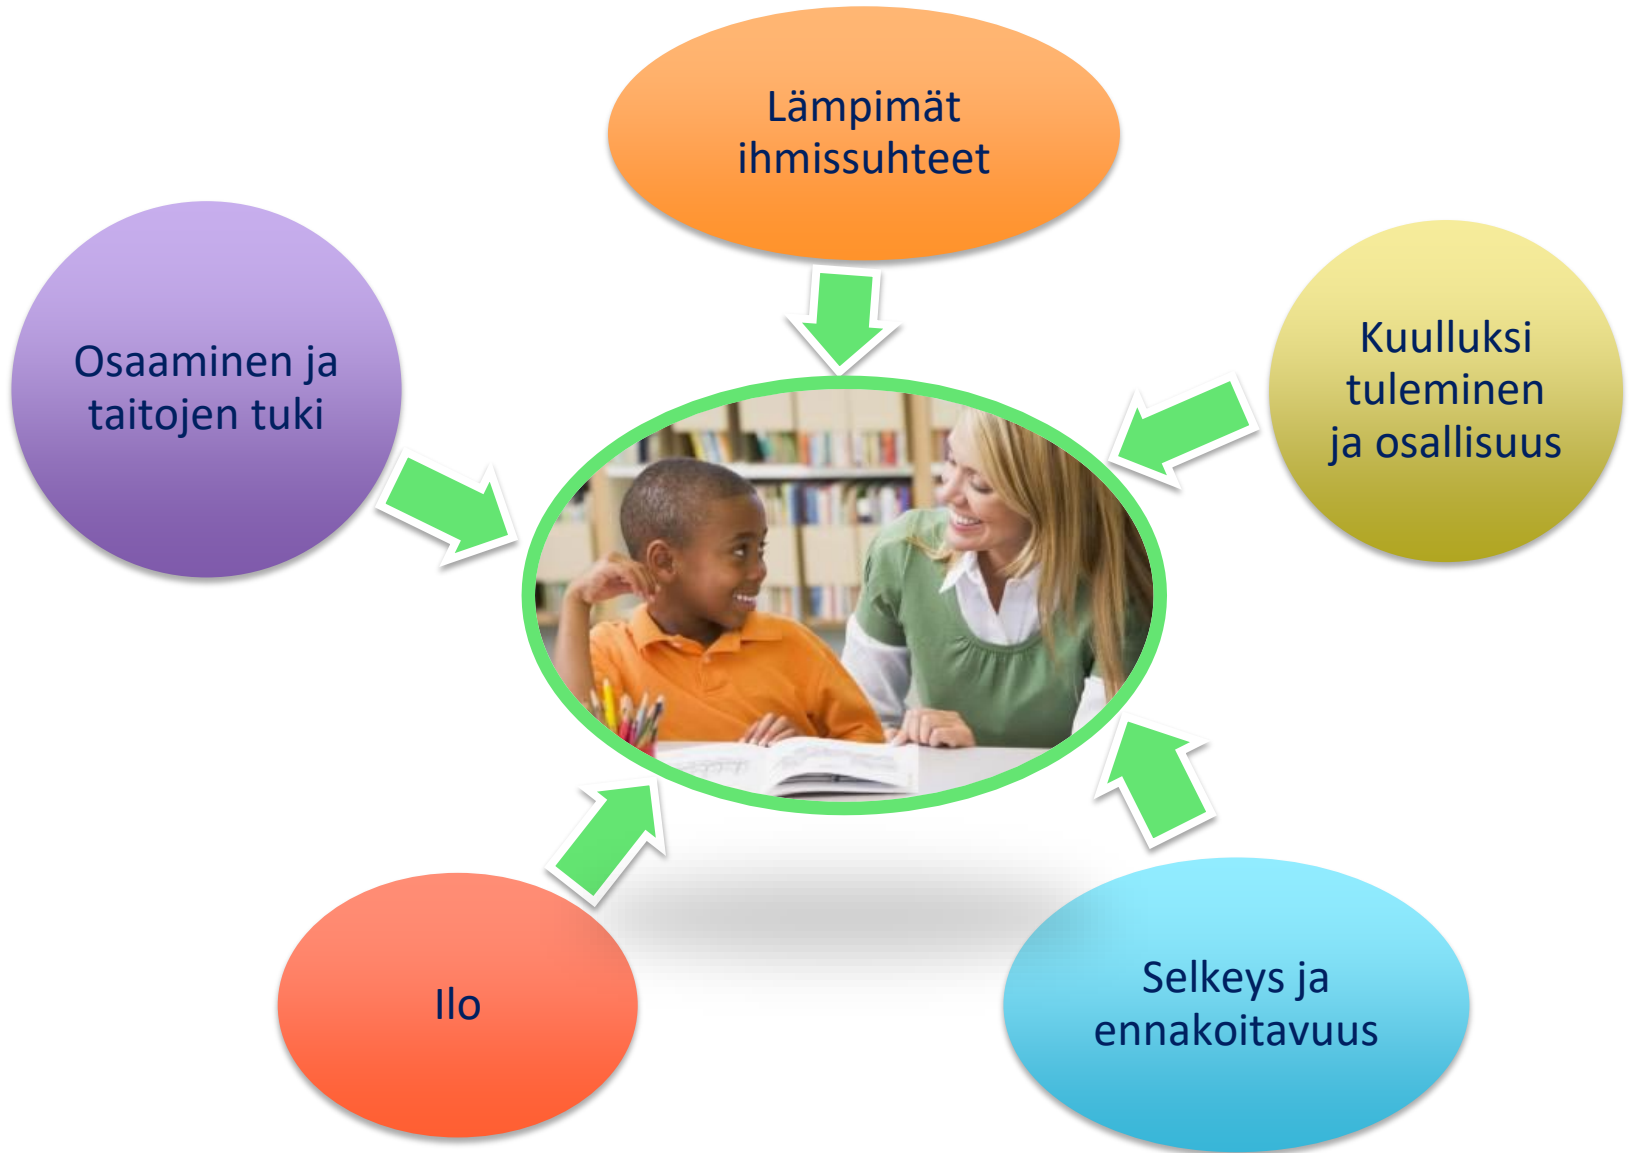 Lämpimät
ihmissuhteet
Osaaminen ja
taitojen tuki
Kuulluksi
tuleminen
ja osallisuus
Ilo
Selkeys ja
ennakoitavuus